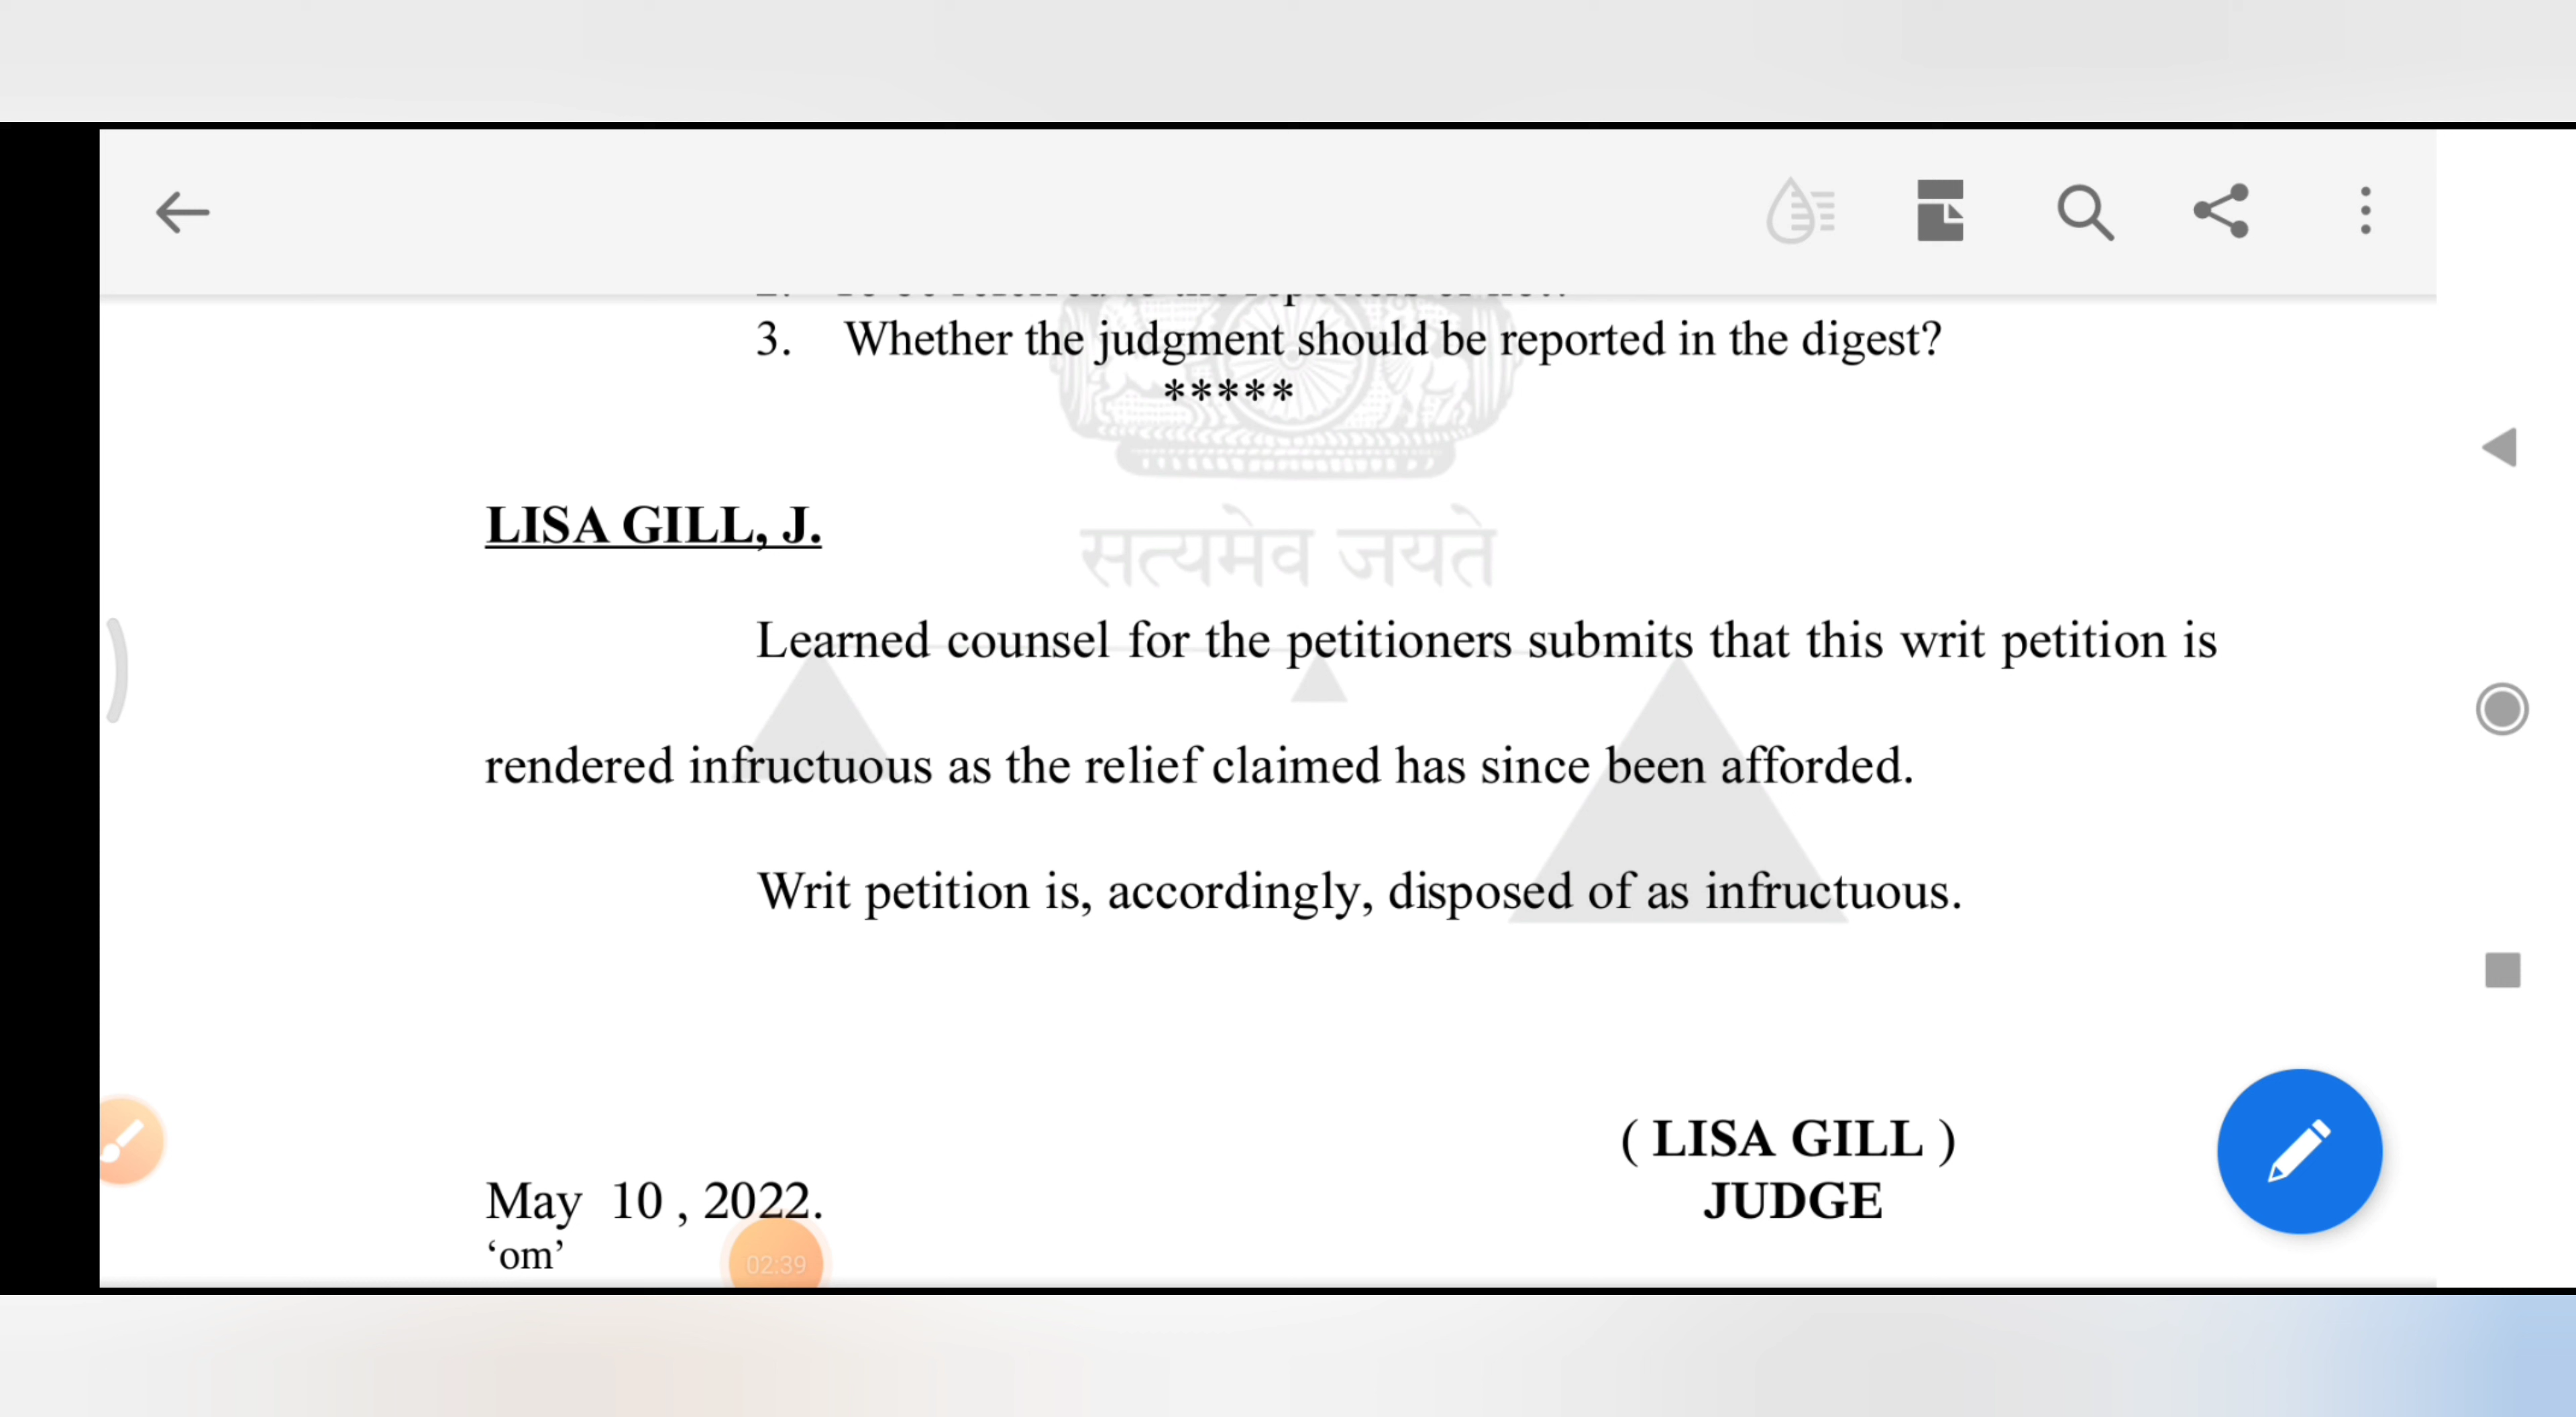 3. Whether the judgment should be reported in the digest?
*****
LISA GILL, J.
सत्यमेव जयते
Learned counsel for the petitioners submits that this writ petition is
rendered infructuous as the relief claimed has since been afforded.
Writ petition is, accordingly, disposed of as infructuous.
( LISA GILL )
May 10 , 2022.
JUDGE
‘om’
02:39